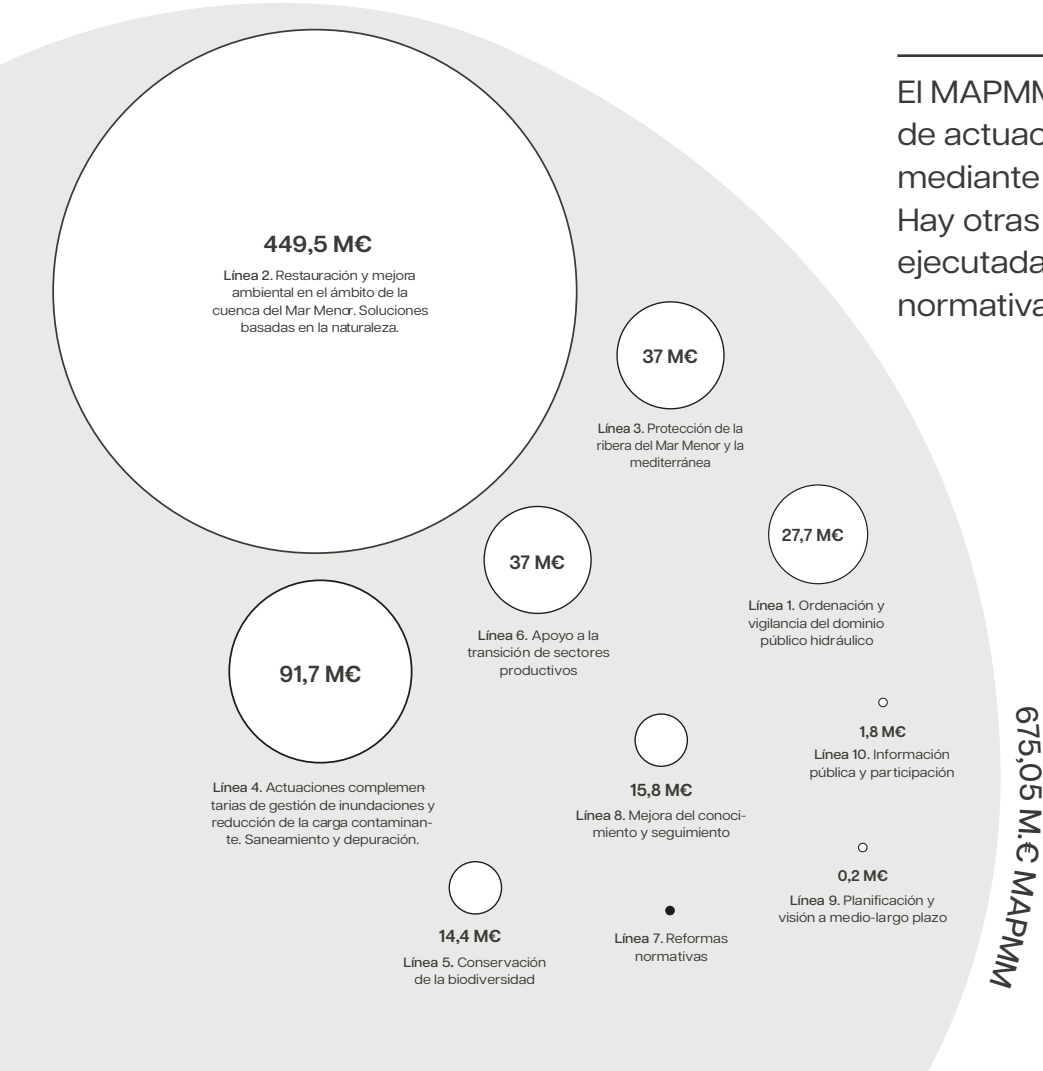 449,5 M€
Línea 2. Restauración y mejora
ambiental en el ámbito de la
cuenca del Mar Menor. Soluciones
basadas en la naturaleza.
37 M€
Línea 3. Protección de la
ribera del Mar Menor y la
mediterránea
27,7 M€
Línea 1. Ordenación y
vigilancia del dominio
público hidráulico
37 M€
Línea 6. Apoyo a la
transición de sectores
productivos
91,7 M€
Línea 4. Actuaciones complemen-
tarias de gestión de inundaciones y
reducción de la carga contaminan-
te. Saneamiento y depuración.
1,8 M€
Línea 10. Información
pública y participación
15,8 M€
Línea 8. Mejora del conoci-
miento y seguimiento
0,2 M€
Línea 9. Planificación y
visión a medio-largo plazo
14,4 M€
Línea 5. Conservación
de la biodiversidad
Línea 7. Reformas
normativas
675,05 M.€ MAPMM
El MAPMM
de actuac
mediante
Hay otras
ejecutada
normativa